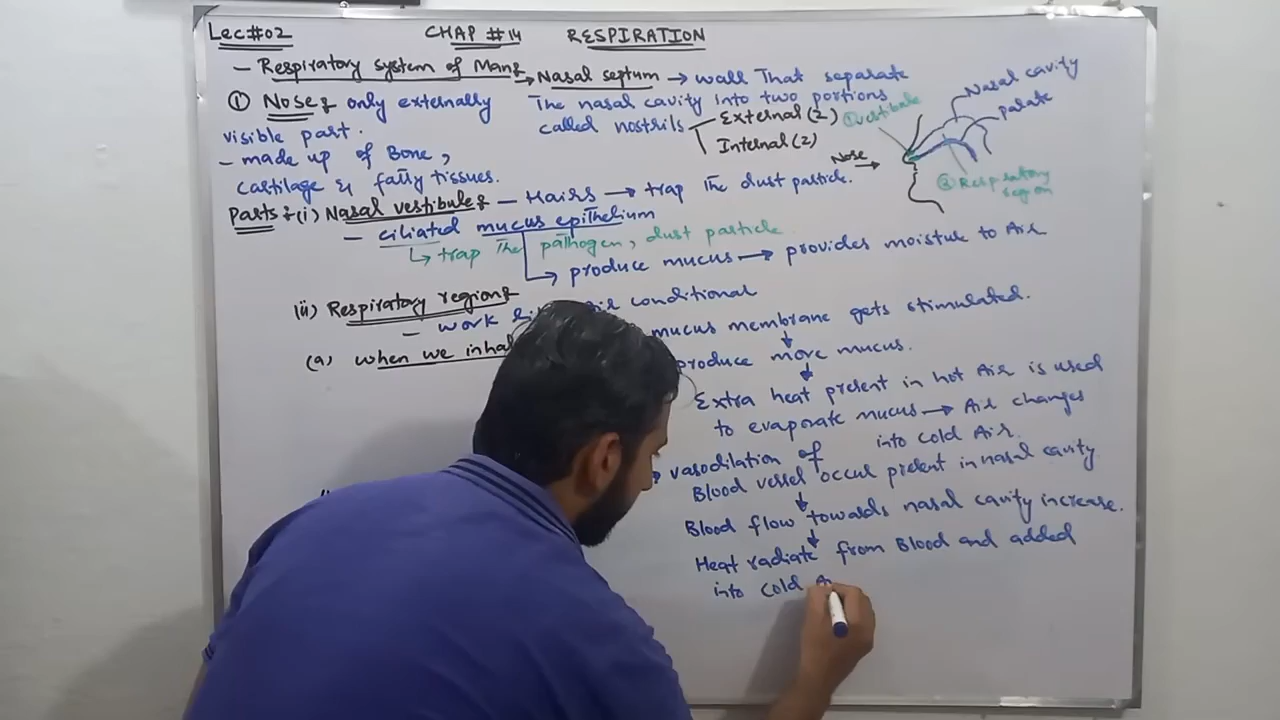 Lec#02 CHAP #14 RESPIRATION
- Respiratory system of Man:
→ Nasal septum → wall That separate
The nasal cavity into two portions
called nostrils External (2)
Internal (2)
① Nose: only externally
visible part.
- made up of Bone,
cartilage & fatty tissues.
Nasal cavity
palate
① vestibule
Nose →
② Respiratory
region
Parts: (i) Nasal vestibule: - Hairs → trap The dust particle.
- ciliated mucus epithelium
↳ trap The pathogen, dust particle
↳ produce mucus → provides moistuk to Air
(ii) Respiratory region:
- work Air conditional
(a) when we inhal
mucus membrane gets stimulated.
↓
produce more mucus.
↓
Extra heat present in hot Air is used
to evaporate mucus → Air changes
into cold Air.
vasodilation of
Blood vessel occur present in nasal cavity
↓
Blood flow towards nasal cavity increase.
↓
Heat radiate from Blood and added
into cold A